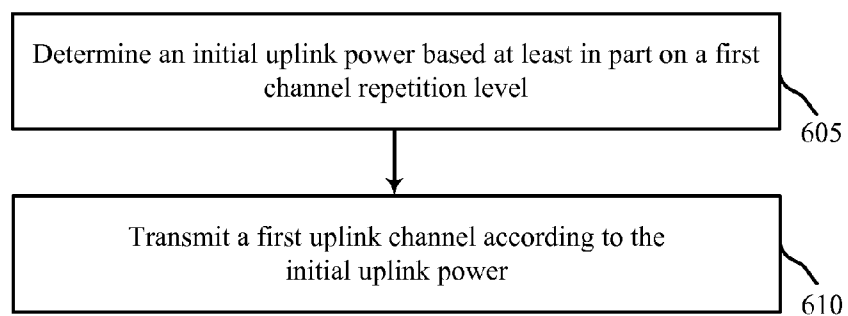 Determine an initial uplink power based at least in part on a first
channel repetition level
605
Transmit a first uplink channel according to the
initial uplink power
610